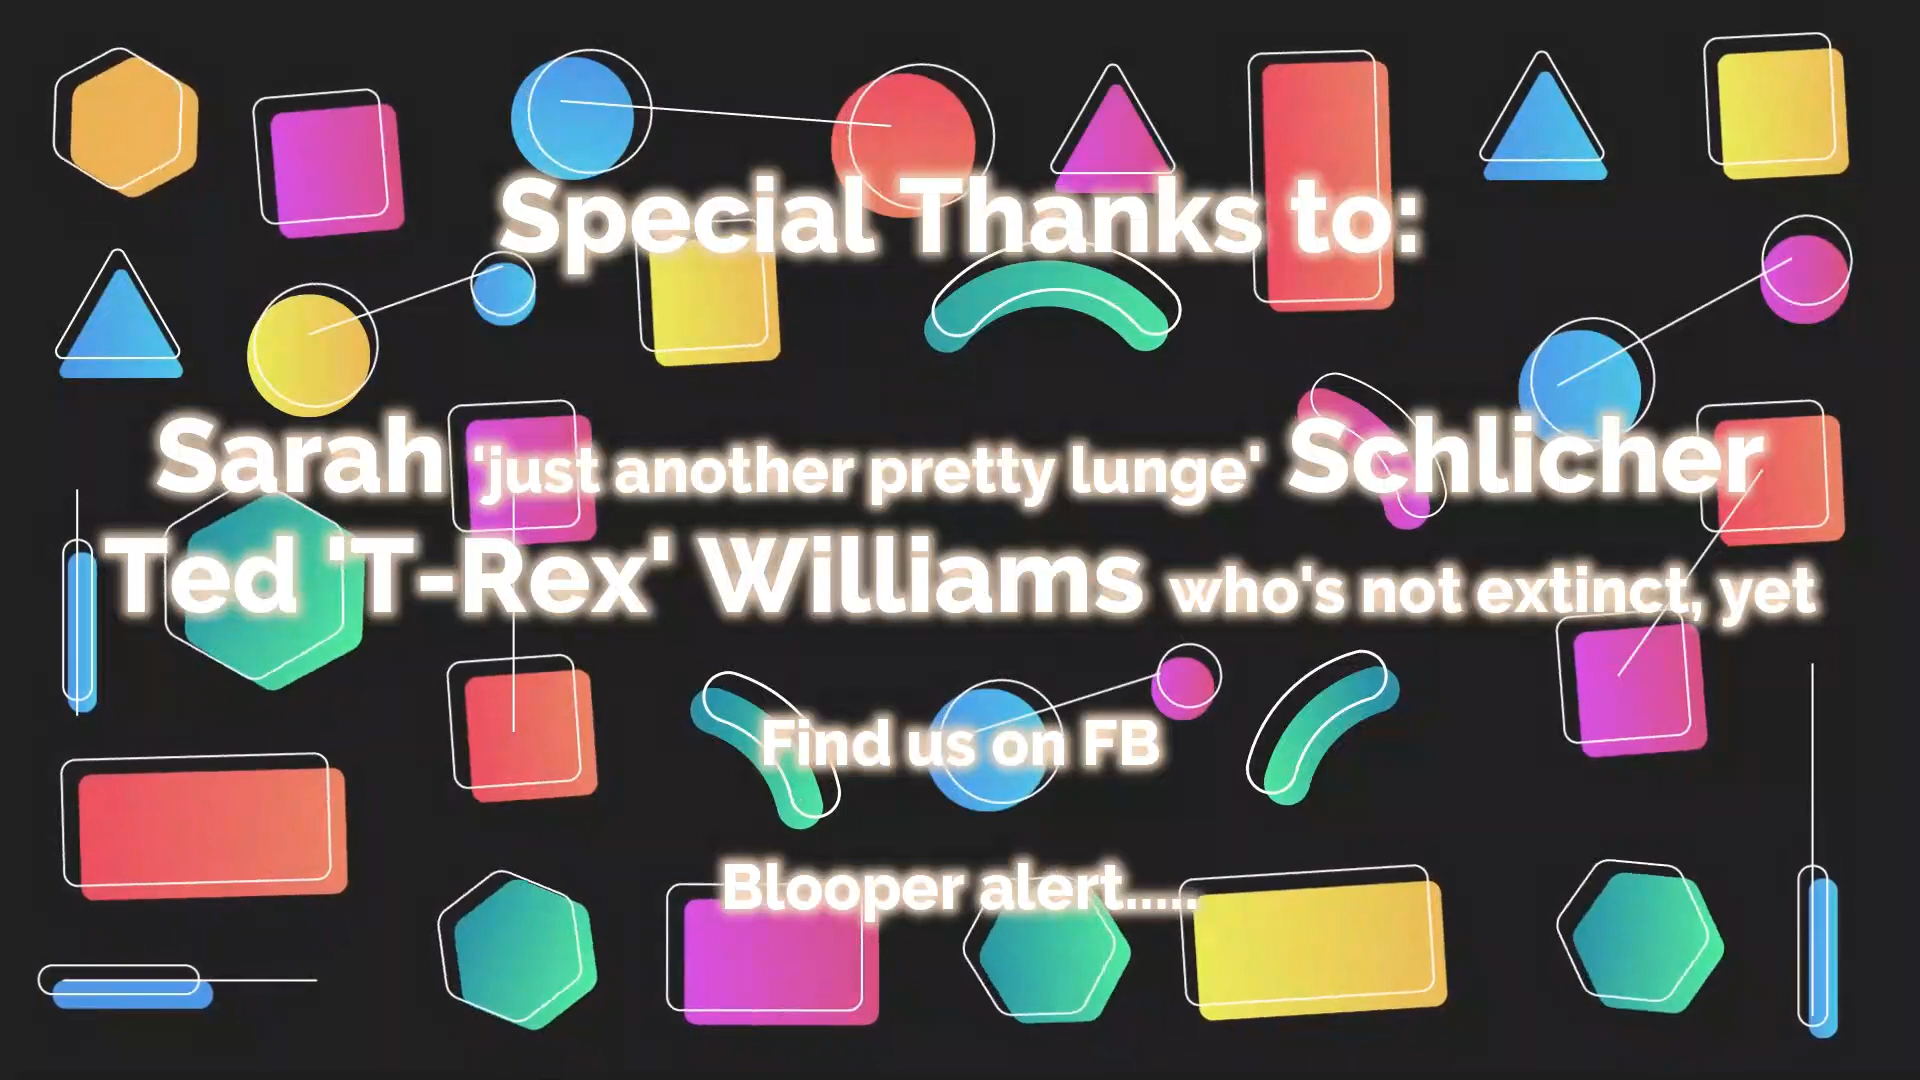 Special Thanks to:
Sarah 'just another pretty lunge' Schlicher
Ted 'T-Rex' Williams who's not extinct, yet
Find us on FB
Blooper alert.....